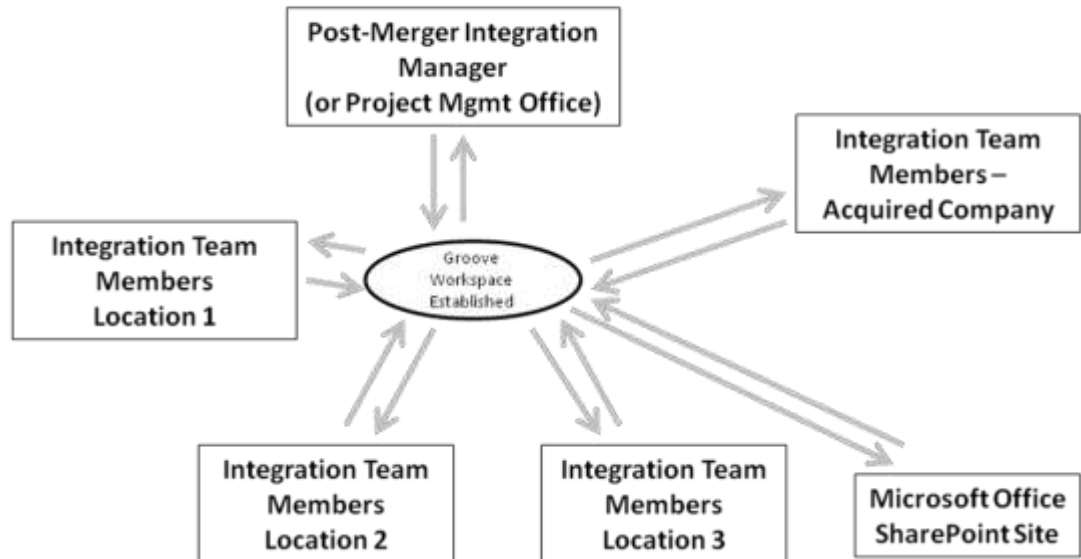 Post-Merger Integration
Manager
(or Project Mgmt Office)
Integration Team
Members –
Acquired Company
Integration Team
Members
Location 1
Groove
Workspace
Established
Integration Team
Members
Location 2
Integration Team
Members
Location 3
Microsoft Office
SharePoint Site